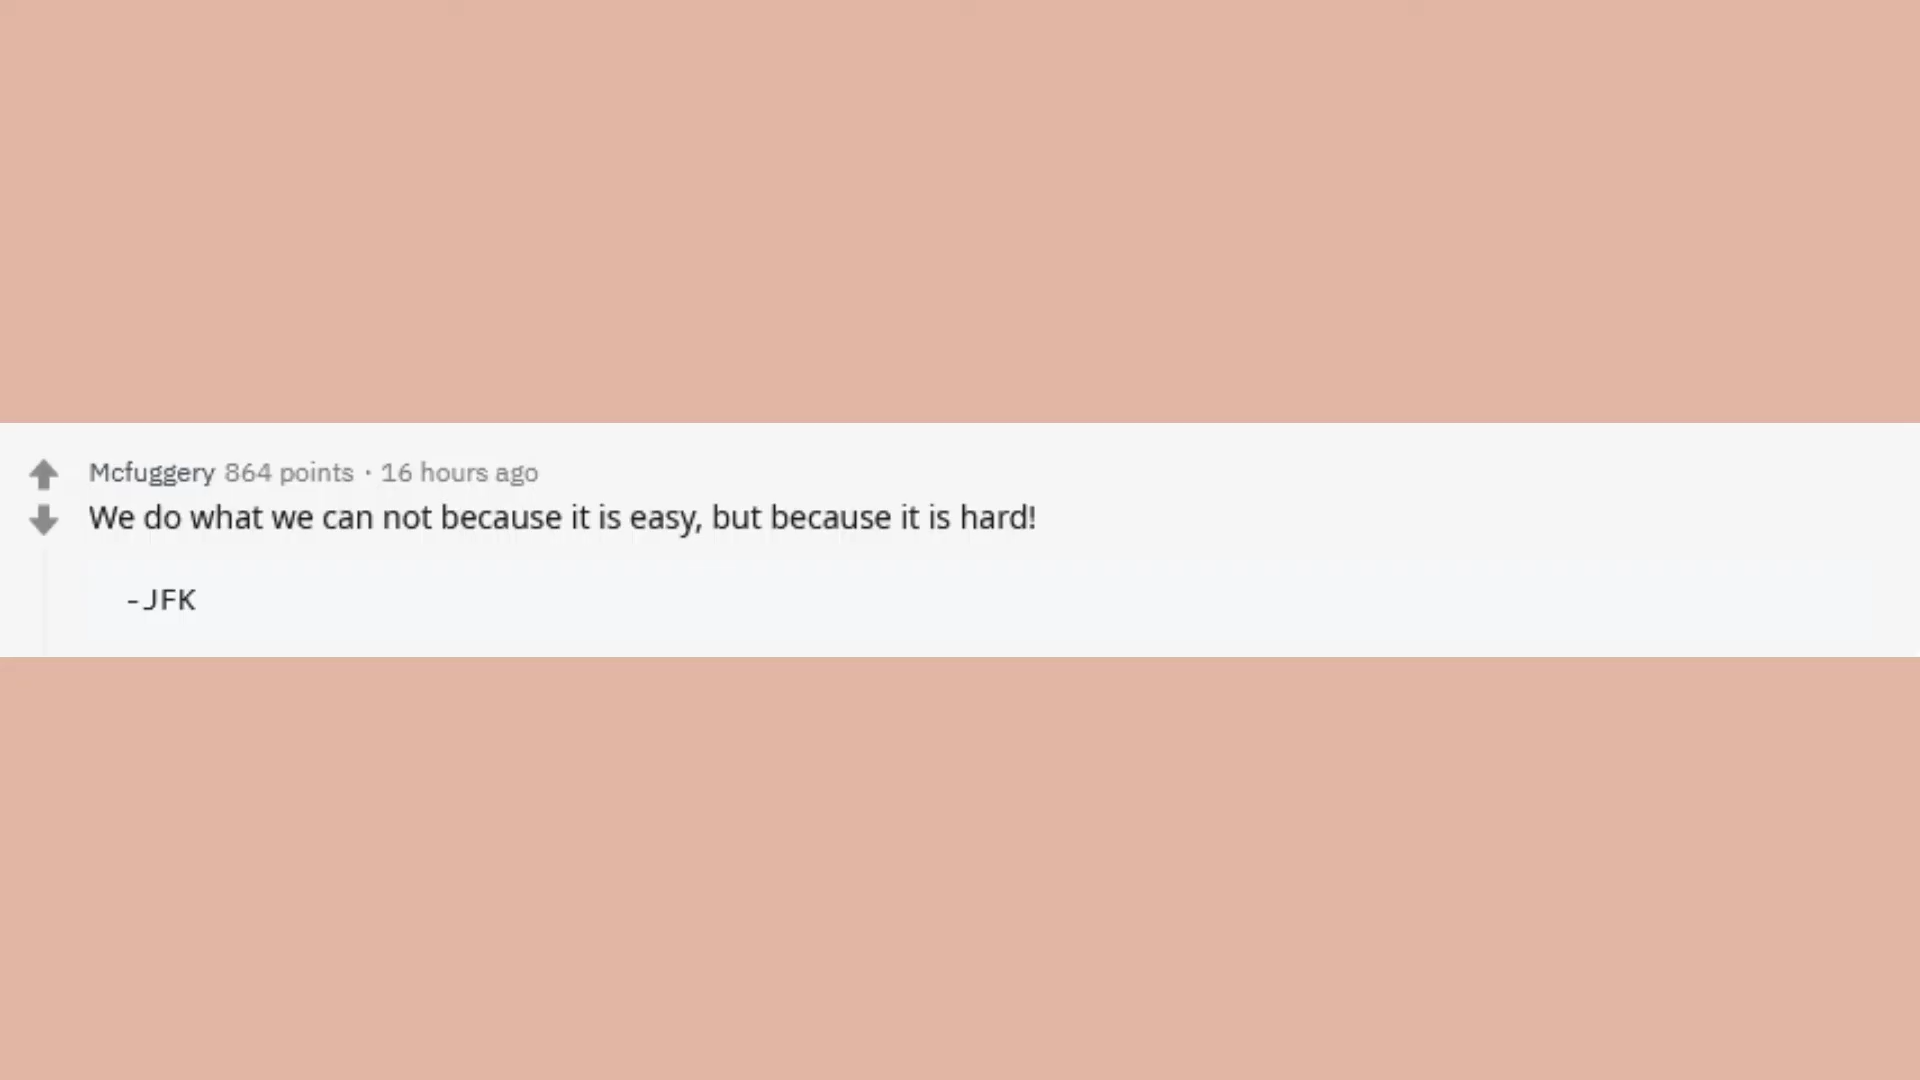 Mcfuggery 864 points · 16 hours ago
We do what we can not because it is easy, but because it is hard!
-JFK